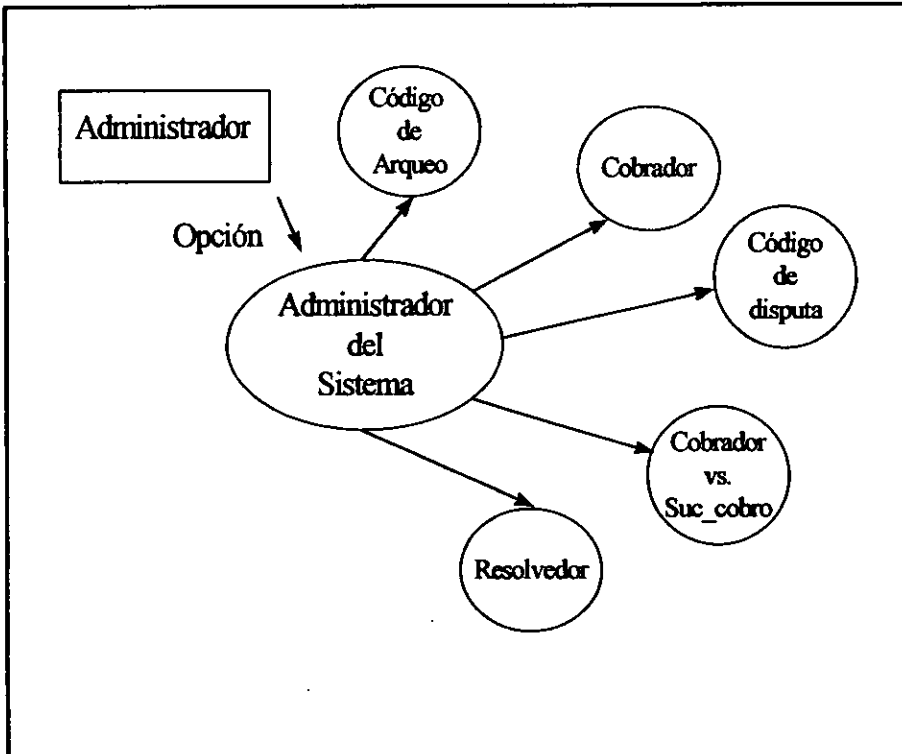 Administrador
Código
de
Arqueo
Cobrador
Opción
Código
de
disputa
Administrador
del
Sistema
Cobrador
vs.
Suc_cobro
Resolvedor